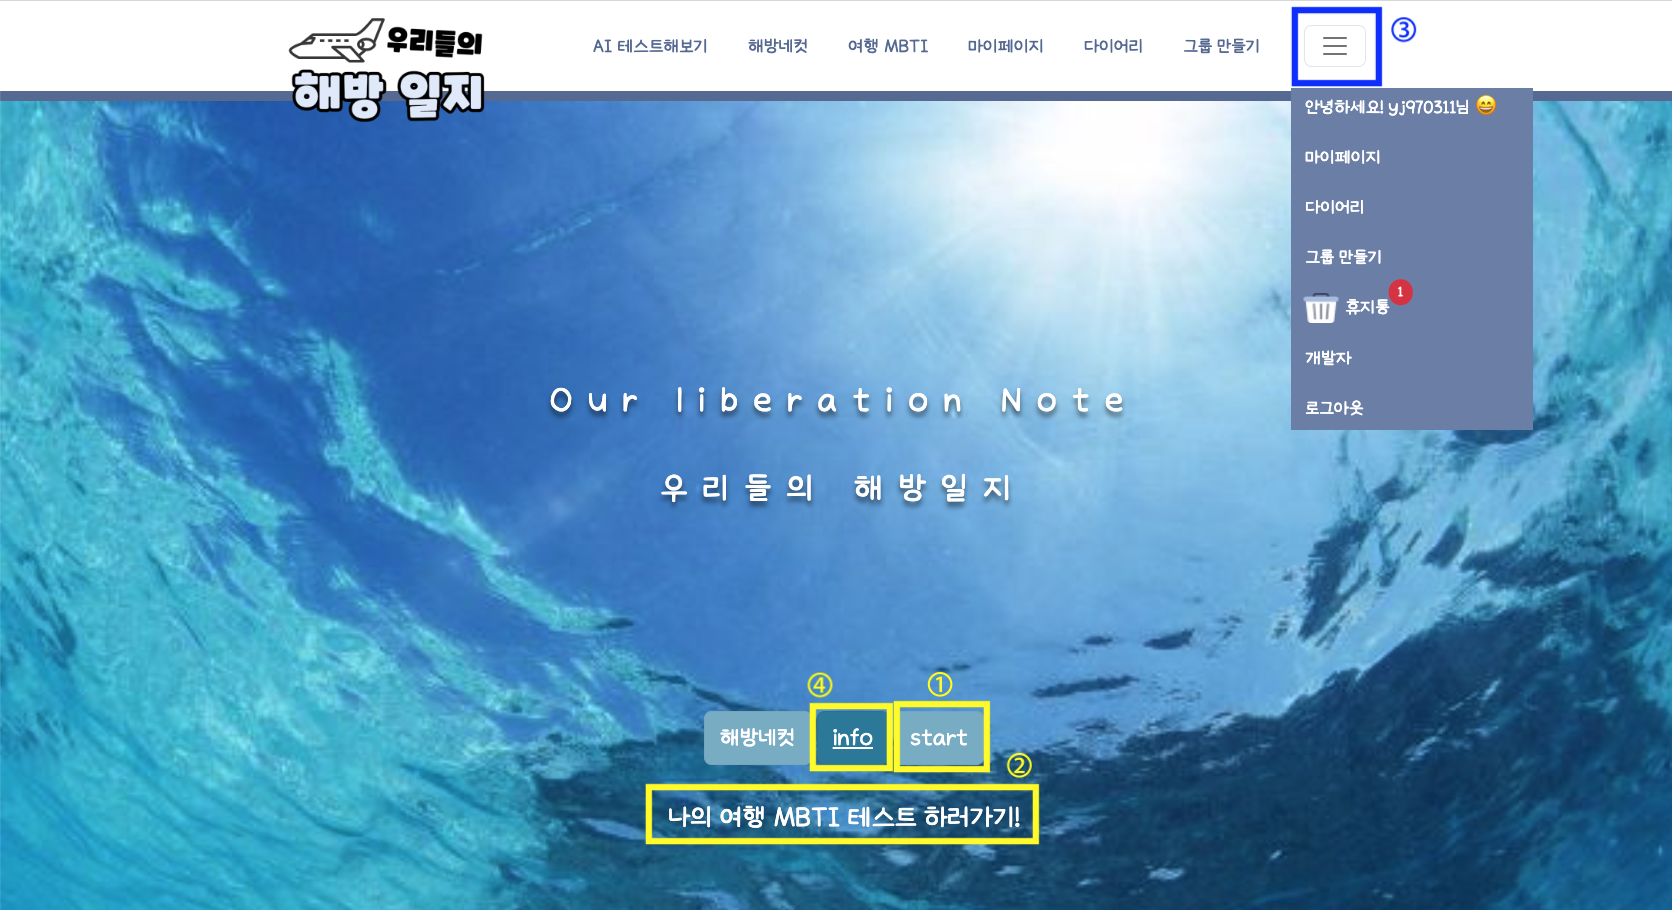 우리들의
해방 일지
AI 테스트해보기 해방네컷 여행 MBTI 마이페이지 다이어리 그룹 만들기
③
안녕하세요! yj970311님 😄
마이페이지
다이어리
그룹 만들기
휴지통 1
개발자
로그아웃
Our liberation Note
우리들의 해방일지
④ ①
해방네컷 info start
②
나의 여행 MBTI 테스트 하러가기!